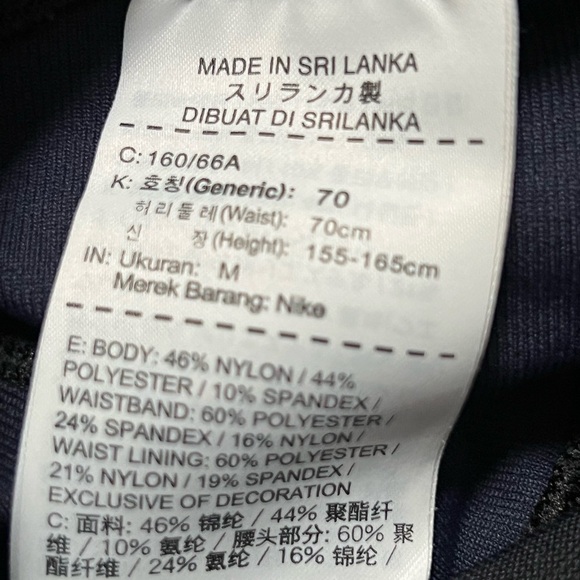 MADE IN SRI LANKA
スリランカ製
DIBUAT DI SRILANKA
C: 160/66A
K: 호칭(Generic): 70
허리둘레(Waist): 70cm
신 장(Height): 155-165cm
IN: Ukuran: M
Merek Barang: Nike
E: BODY: 46% NYLON / 44%
POLYESTER / 10% SPANDEX /
WAISTBAND: 60% POLYESTER /
24% SPANDEX / 16% NYLON /
WAIST LINING: 60% POLYESTER /
21% NYLON / 19% SPANDEX /
EXCLUSIVE OF DECORATION
C: 面料: 46% 锦纶 / 44% 聚酯纤
维 / 10% 氨纶 / 腰头部分: 60% 聚
酯纤维 / 24% 氨纶 / 16% 锦纶 /